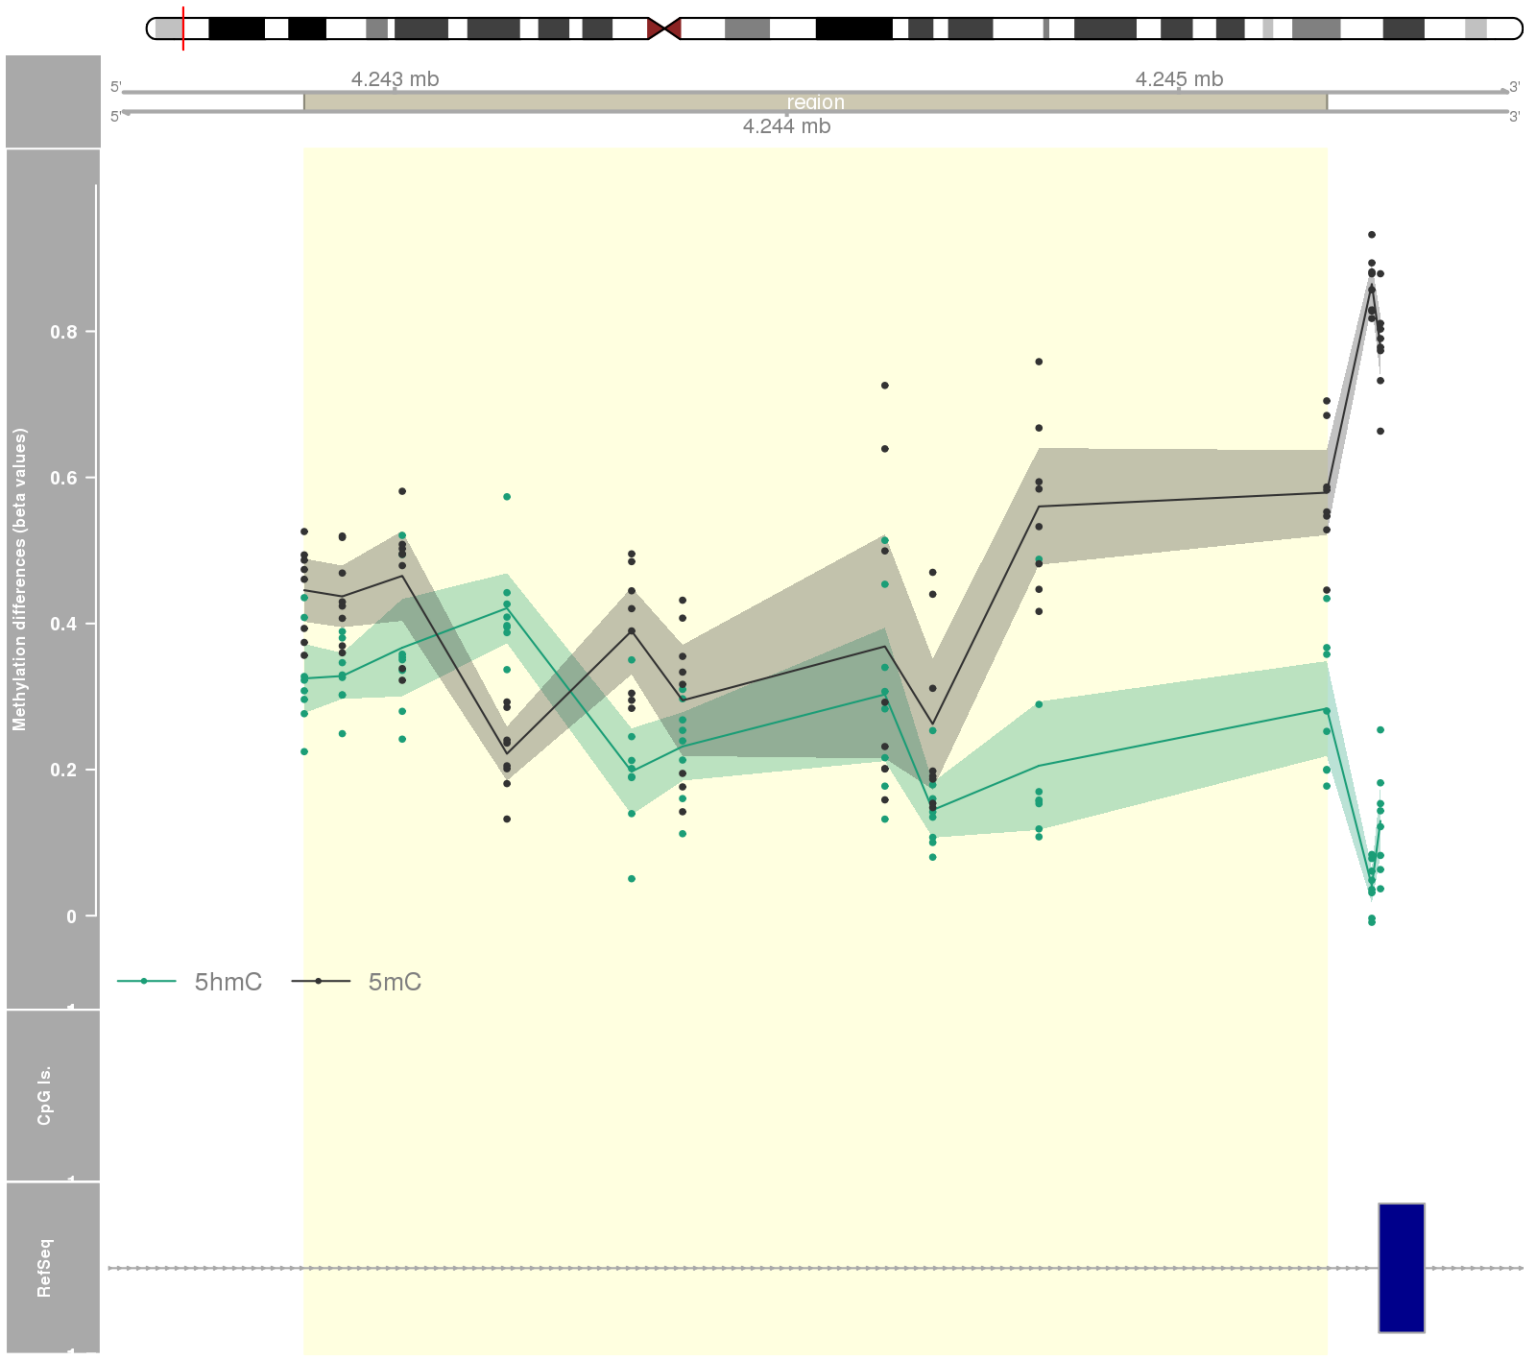 4.243 mb
4.245 mb
5'
3'
region
5'
3'
4.244 mb
Methylation differences (beta values)
0.8
0.6
0.4
0.2
0
5hmC
5mC
CpG Is.
RefSeq